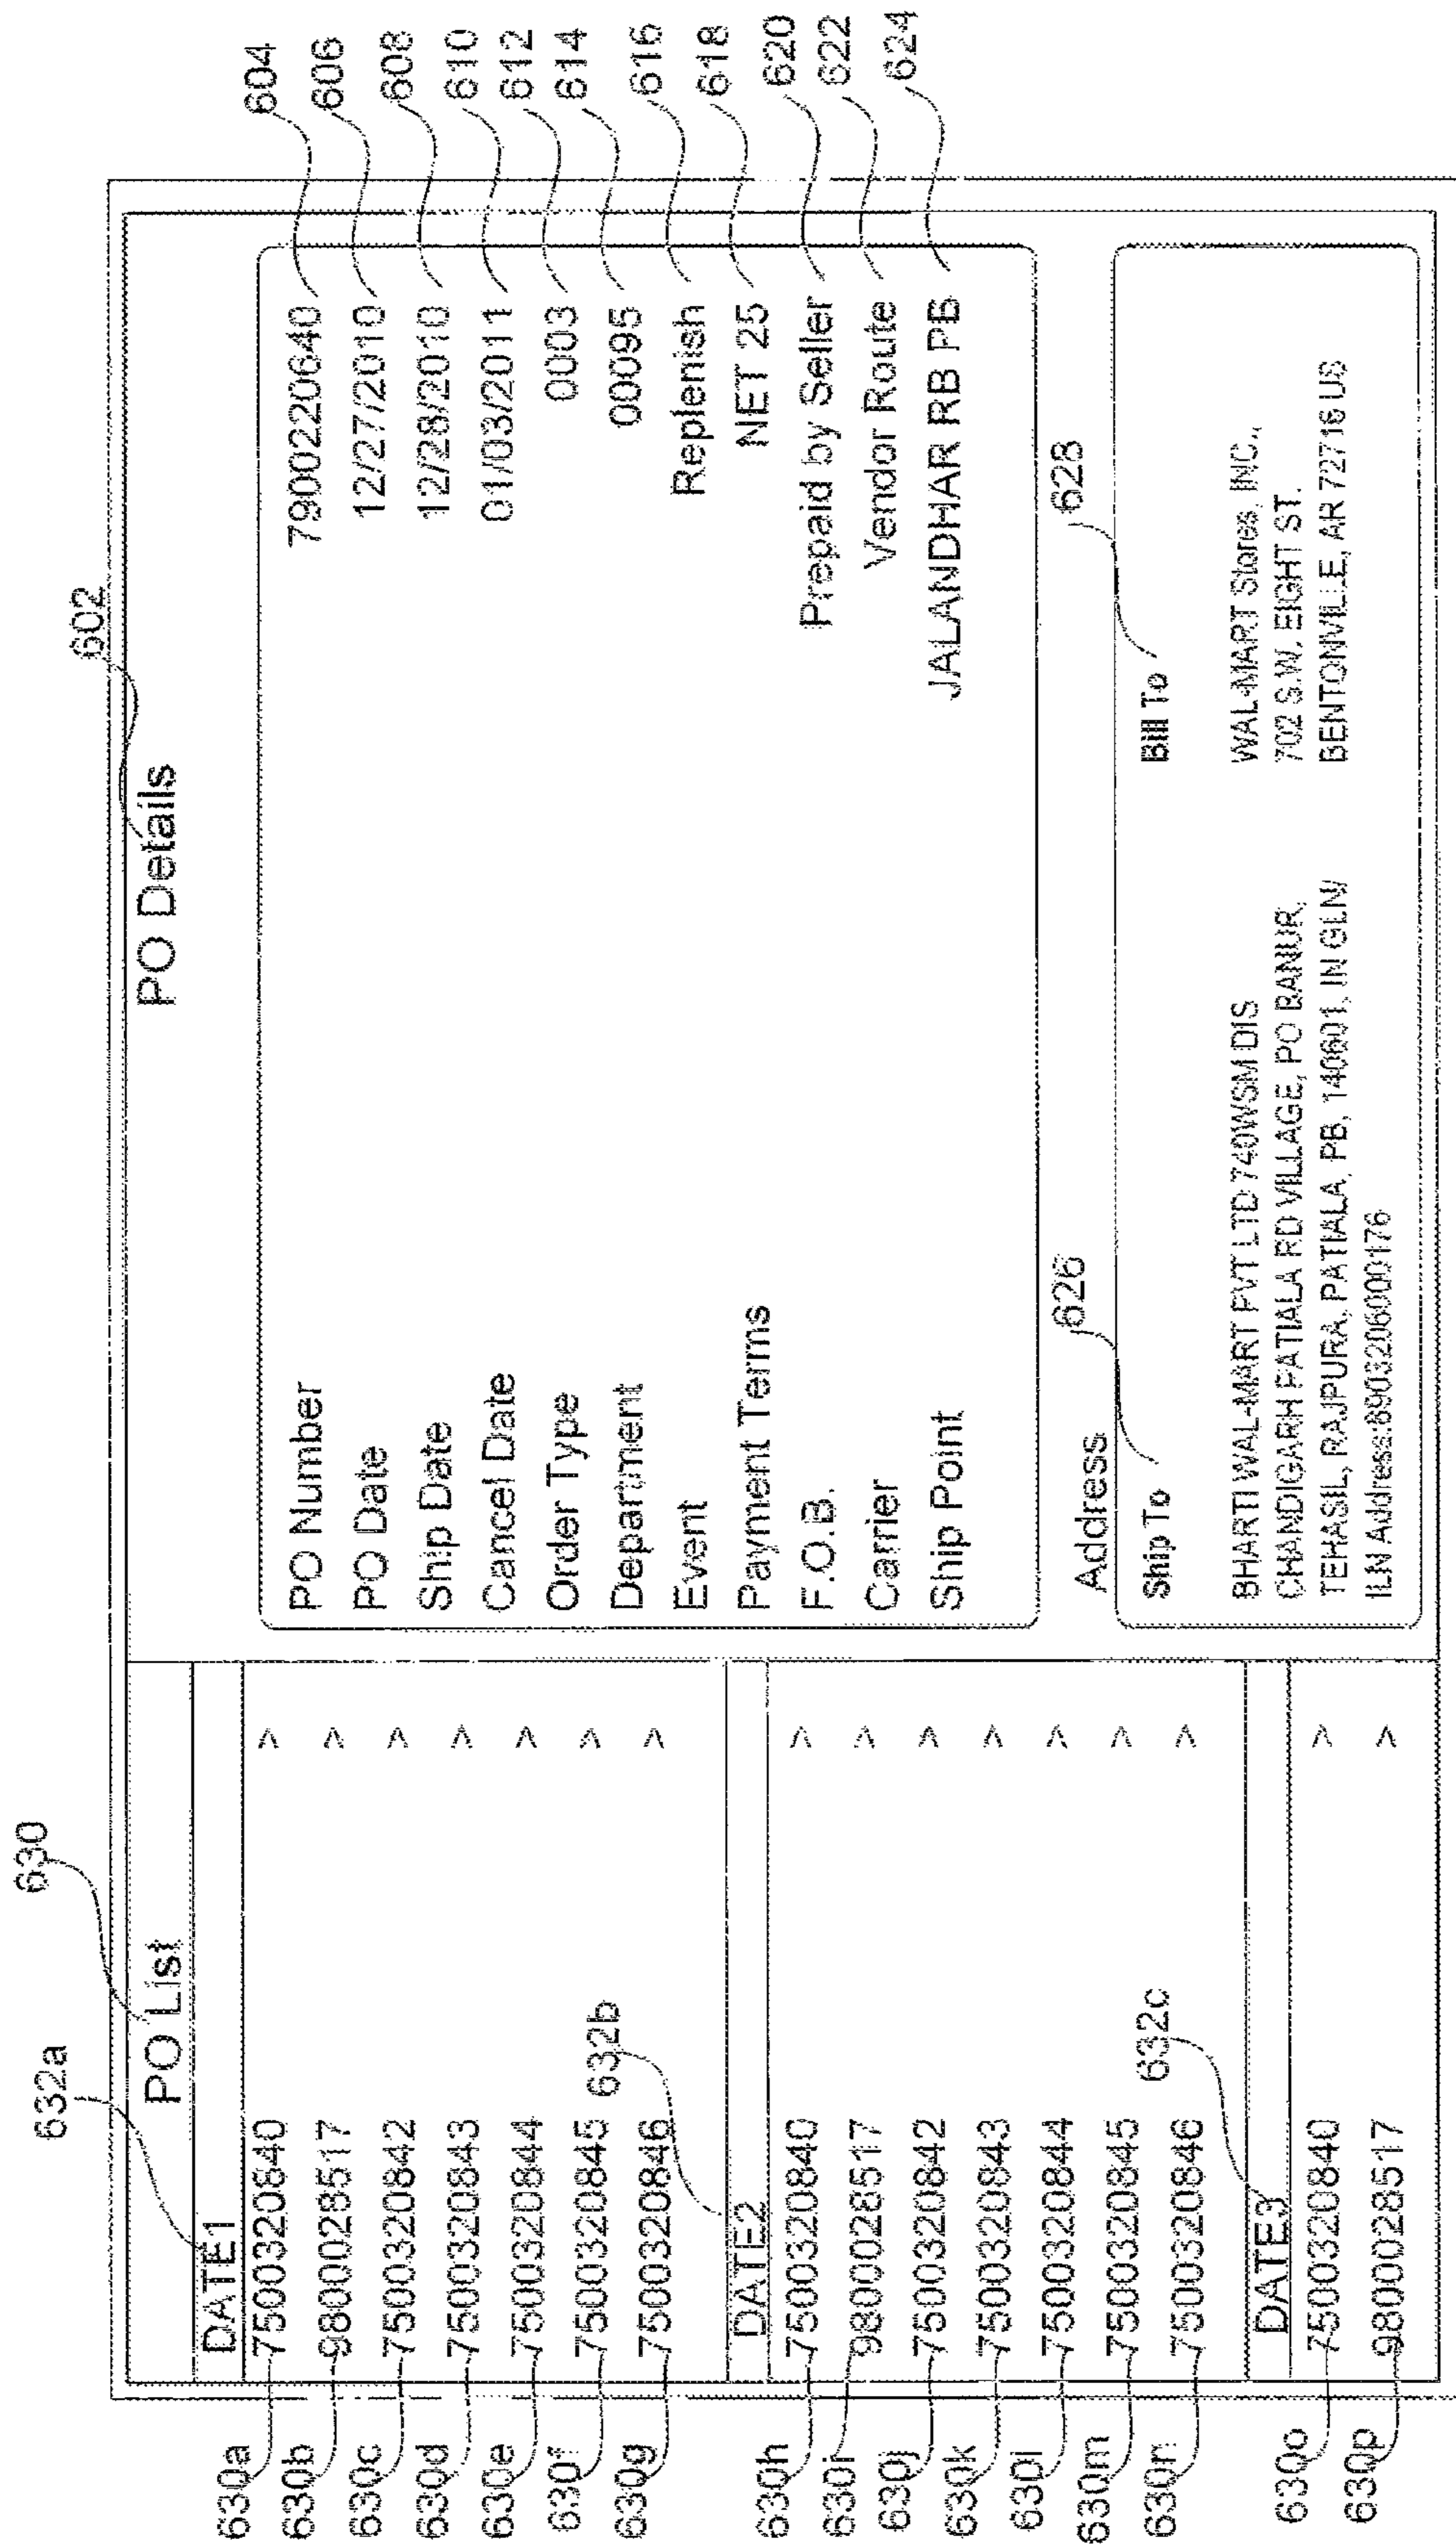 630
632a
PO List
DATE1
630a 7500320840 >
630b 9800028517 >
630c 7500320842 >
630d 7500320843 >
630e 7500320844 >
630f 7500320845 >
630g 7500320846 >
632b
DATE2
630h 7500320840 >
630i 9800028517 >
630j 7500320842 >
630k 7500320843 >
630l 7500320844 >
630m 7500320845 >
630n 7500320846 >
632c
DATE3
630o 7500320840 >
630p 9800028517 >
602
PO Details
PO Number 7900220640 604
PO Date 12/27/2010 606
Ship Date 12/28/2010 608
Cancel Date 01/03/2011 610
Order Type 0003 612
Department 00095 614
Event Replenish 616
Payment Terms NET 25 618
F.O.B. Prepaid by Seller 620
Carrier Vendor Route 622
Ship Point JALANDHAR RB PB 624
Address
626
628
Ship To
BHARTI WAL-MART PVT LTD 740WSM DIS
CHANDIGARH PATIALA RD VILLAGE, PO BANUR,
TEHASIL, RAJPURA, PATIALA, PB, 140601, IN GLN/
ILN Address:8903206000176
Bill To
WAL-MART Stores, INC.,
702 S.W. EIGHT ST.
BENTONVILLE, AR 72716 US